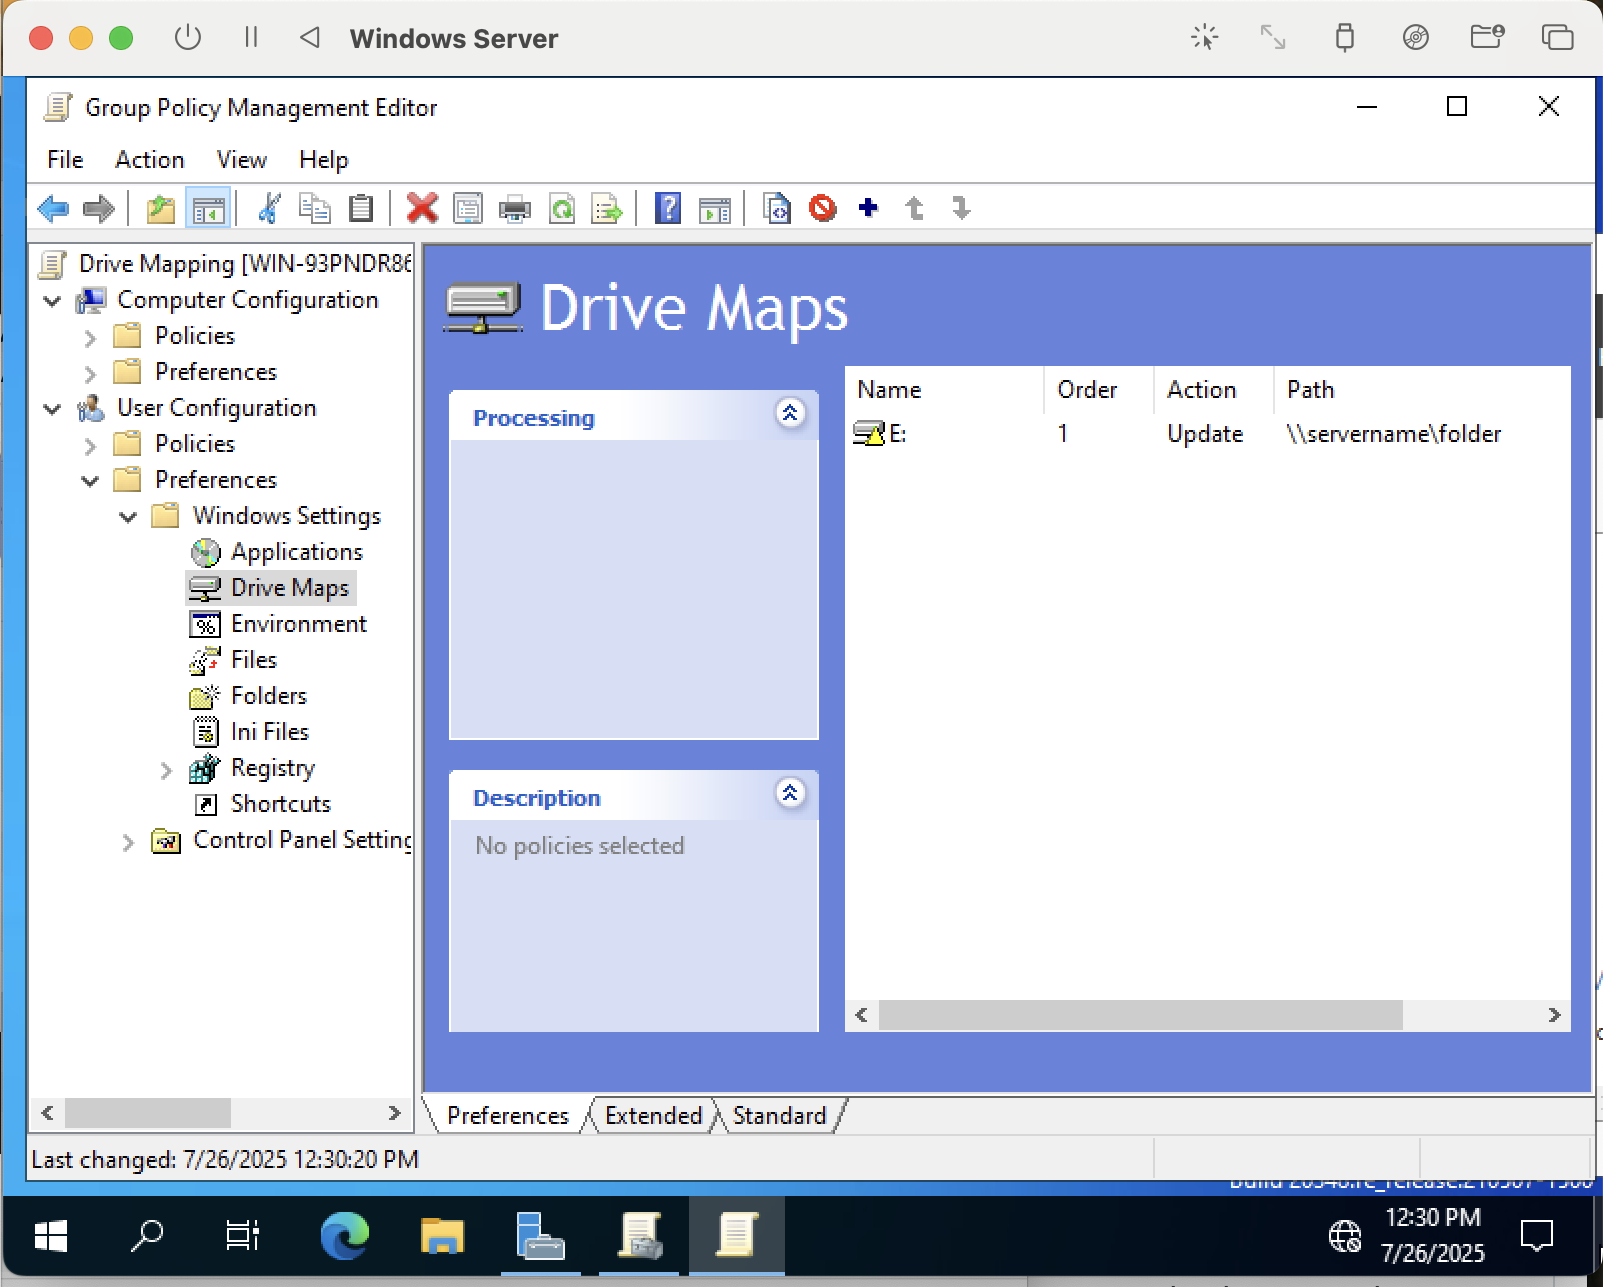 Windows Server
Group Policy Management Editor
File Action View Help
Drive Mapping [WIN-93PNDR86
Computer Configuration
Policies
Preferences
User Configuration
Policies
Preferences
Windows Settings
Applications
Drive Maps
Environment
Files
Folders
Ini Files
Registry
Shortcuts
Control Panel Setting
Drive Maps
Processing
Description
No policies selected
Name Order Action Path
E: 1 Update \\servername\folder
Preferences Extended Standard
Last changed: 7/26/2025 12:30:20 PM
12:30 PM
7/26/2025